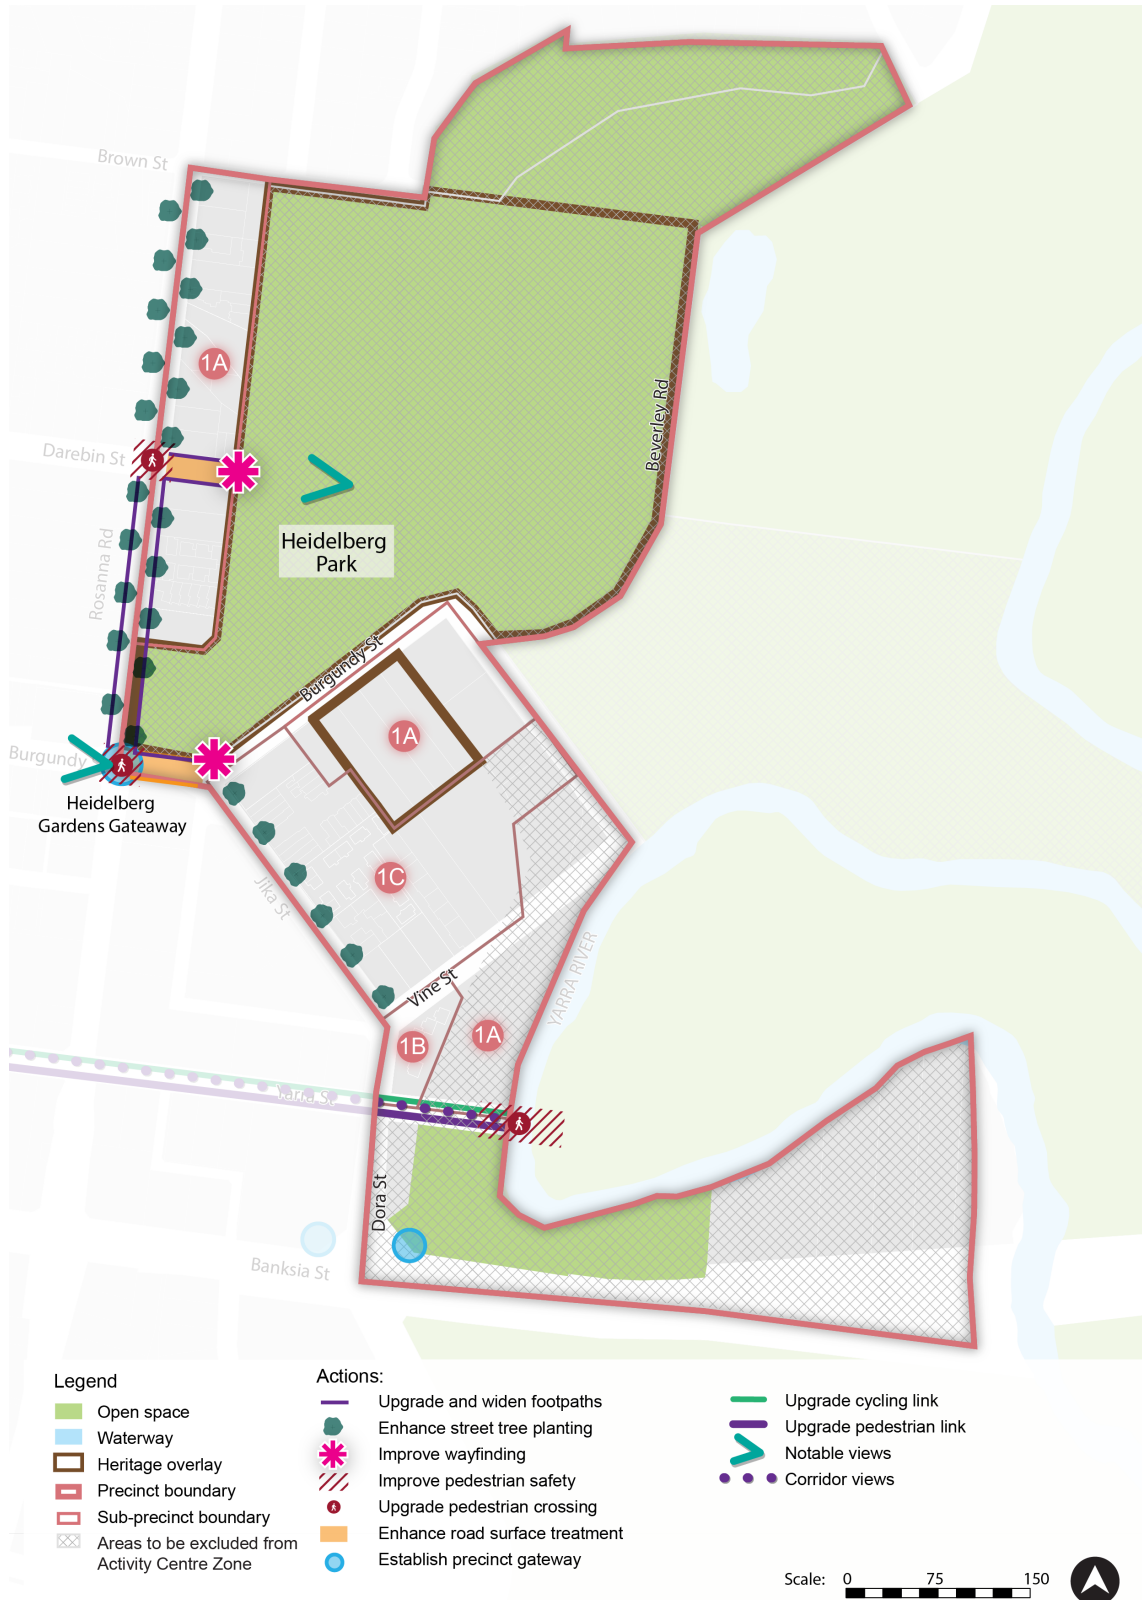 Brown St
1A
Darebin St
Beverley Rd
Rosanna Rd
Heidelberg
Park
Burgundy St
1A
Burgundy
Heidelberg
Gardens Gateaway
1C
Jika St
Vine St
YARRA RIVER
1B
1A
Yarra St
Dora St
Banksia St
Legend
Open space
Waterway
Heritage overlay
Precinct boundary
Sub-precinct boundary
Areas to be excluded from
Activity Centre Zone
Actions:
Upgrade and widen footpaths
Enhance street tree planting
Improve wayfinding
Improve pedestrian safety
Upgrade pedestrian crossing
Enhance road surface treatment
Establish precinct gateway
Upgrade cycling link
Upgrade pedestrian link
Notable views
Corridor views
Scale: 0 75 150